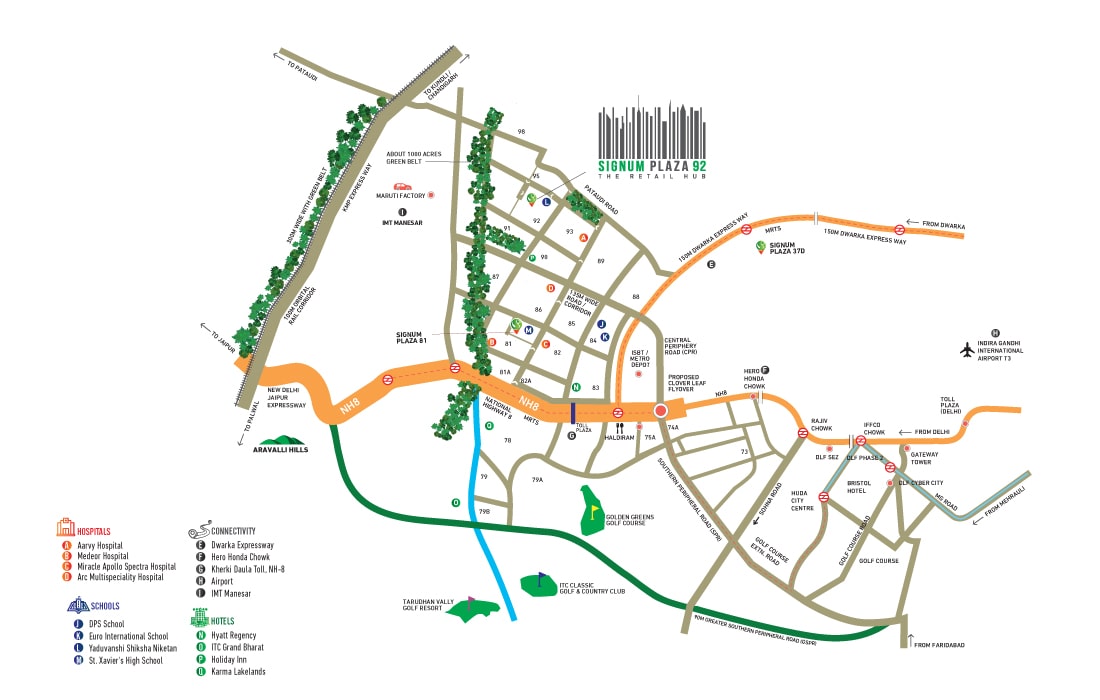 TO PATAUDI
TO KUNDLI /
CHANDIGARH
98
ABOUT 1000 ACRES
GREEN BELT
SIGNUM PLAZA 92
THE RETAIL HUB
95
MARUTI FACTORY
I
IMT MANESAR
L
92
PATAUDI ROAD
300M WIDE WITH GREEN BELT
KMP EXPRESS WAY
91
93
A
P
90
89
150M DWARKA EXPRESS WAY
MRTS
FROM DWARKA
150M DWARKA EXPRESS WAY
SIGNUM
PLAZA 37D
E
87
D
88
100M ORBITAL
RAIL CORRIDOR
135M WIDE
ROAD /
CORRIDOR
86
85
J
K
84
SIGNUM
PLAZA 81
M
B
81
C
82
TO JAIPUR
CENTRAL
PERIPHERY
ROAD (CPR)
ISBT /
METRO
DEPOT
H
INDIRA GANDHI
INTERNATIONAL
AIRPORT T3
81A
82A
N
83
PROPOSED
CLOVER LEAF
FLYOVER
HERO
HONDA
CHOWK
F
NEW DELHI
JAIPUR
EXPRESSWAY
NH8
NATIONAL
HIGHWAY 8
MRTS
NH8
TOLL
PLAZA
G
NH8
TO PALWAL
HALDIRAM
75A
74A
RAJIV
CHOWK
IFFCO
CHOWK
FROM DELHI
TOLL
PLAZA
(DELHI)
ARAVALLI HILLS
Q
78
73
DLF SEZ
DLF PHASE 2
GATEWAY
TOWER
79
79A
79B
O
SOUTHERN PERIPHERAL ROAD (SPR)
SOHNA ROAD
HUDA
CITY
CENTRE
BRISTOL
HOTEL
DLF CYBER CITY
MG ROAD
FROM MEHRAULI
GOLDEN GREENS
GOLF COURSE
GOLF COURSE
EXTN. ROAD
GOLF COURSE ROAD
GOLF COURSE
ITC CLASSIC
GOLF & COUNTRY CLUB
TARUDHAN VALLY
GOLF RESORT
90M GREATER SOUTHERN PERIPHERAL ROAD (GSPR)
FROM FARIDABAD
HOSPITALS
A Aarvy Hospital
B Medeor Hospital
C Miracle Apollo Spectra Hospital
D Arc Multispeciality Hospital
SCHOOLS
J DPS School
K Euro International School
L Yaduvanshi Shiksha Niketan
M St. Xavier's High School
CONNECTIVITY
E Dwarka Expressway
F Hero Honda Chowk
G Kherki Daula Toll, NH-8
H Airport
I IMT Manesar
HOTELS
N Hyatt Regency
O ITC Grand Bharat
P Holiday Inn
Q Karma Lakelands